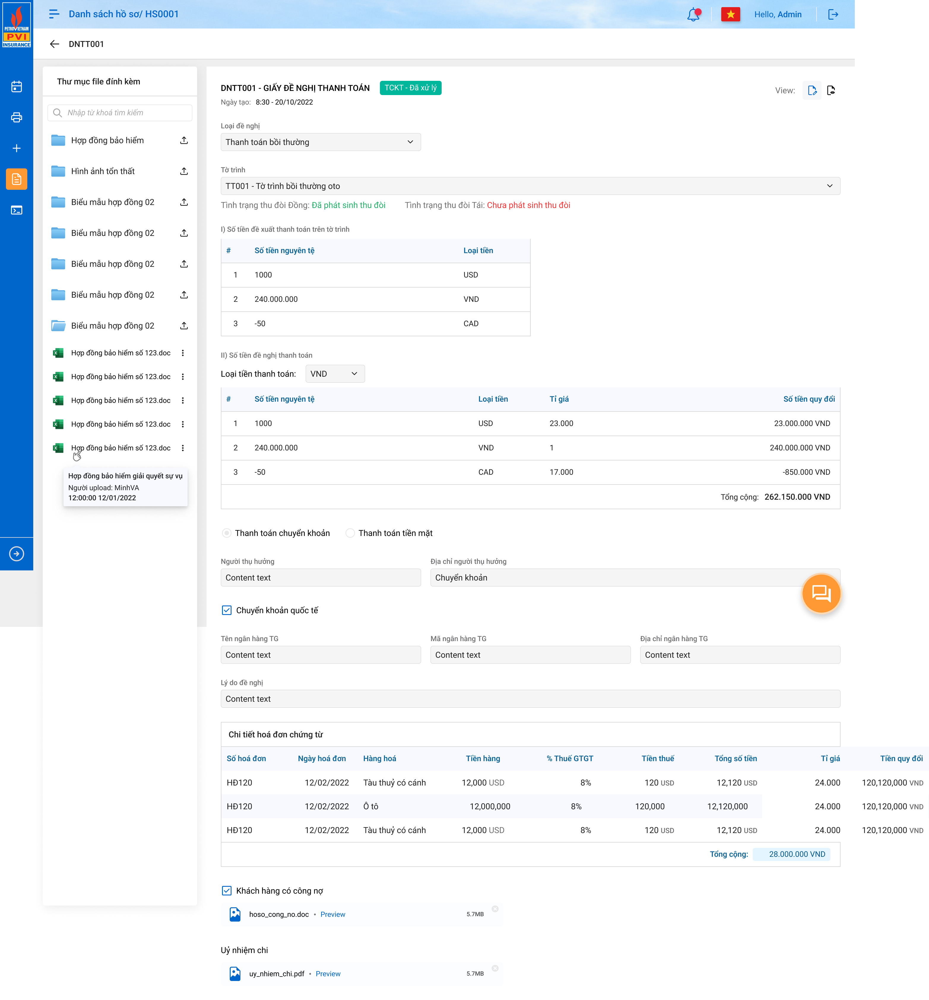 PETROVIETNAM
PVI
INSURANCE
Danh sách hồ sơ/ HS0001
Hello, Admin
DNTT001
Thư mục file đính kèm
Nhập từ khoá tìm kiếm
Hợp đồng bảo hiểm
Hình ảnh tổn thất
Biểu mẫu hợp đồng 02
Biểu mẫu hợp đồng 02
Biểu mẫu hợp đồng 02
Biểu mẫu hợp đồng 02
Biểu mẫu hợp đồng 02
Hợp đồng bảo hiểm số 123.doc
Hợp đồng bảo hiểm số 123.doc
Hợp đồng bảo hiểm số 123.doc
Hợp đồng bảo hiểm số 123.doc
Hợp đồng bảo hiểm số 123.doc
Hợp đồng bảo hiểm giải quyết sự vụ
Người upload: MinhVA
12:00:00 12/01/2022
DNTT001 - GIẤY ĐỀ NGHỊ THANH TOÁN TCKT - Đã xử lý
View:
Ngày tạo: 8:30 - 20/10/2022
Loại đề nghị
Thanh toán bồi thường
Tờ trình
TT001 - Tờ trình bồi thường oto
Tình trạng thu đòi Đồng: Đã phát sinh thu đòi Tình trạng thu đòi Tái: Chưa phát sinh thu đòi
I) Số tiền đề xuất thanh toán trên tờ trình
# Số tiền nguyên tệ Loại tiền
1 1000 USD
2 240.000.000 VND
3 -50 CAD
II) Số tiền đề nghị thanh toán
Loại tiền thanh toán: VND
# Số tiền nguyên tệ Loại tiền Tỉ giá Số tiền quy đổi
1 1000 USD 23.000 23.000.000 VND
2 240.000.000 VND 1 240.000.000 VND
3 -50 CAD 17.000 -850.000 VND
Tổng cộng: 262.150.000 VND
Thanh toán chuyển khoản Thanh toán tiền mặt
Người thụ hưởng Địa chỉ người thụ hưởng
Content text Chuyển khoản
Chuyển khoản quốc tế
Tên ngân hàng TG Mã ngân hàng TG Địa chỉ ngân hàng TG
Content text Content text Content text
Lý do đề nghị
Content text
Chi tiết hoá đơn chứng từ
Số hoá đơn Ngày hoá đơn Hàng hoá Tiền hàng % Thuế GTGT Tiền thuế Tổng số tiền Tỉ giá Tiền quy đổi
HĐ120 12/02/2022 Tàu thuỷ có cánh 12,000 USD 8% 120 USD 12,120 USD 24.000 120,120,000 VND
HĐ120 12/02/2022 Ô tô 12,000,000 8% 120,000 12,120,000 24.000 120,120,000 VND
HĐ120 12/02/2022 Tàu thuỷ có cánh 12,000 USD 8% 120 USD 12,120 USD 24.000 120,120,000 VND
Tổng cộng: 28.000.000 VND
Khách hàng có công nợ
hoso_cong_no.doc • Preview 5.7MB
Uỷ nhiệm chi
uy_nhiem_chi.pdf • Preview 5.7MB